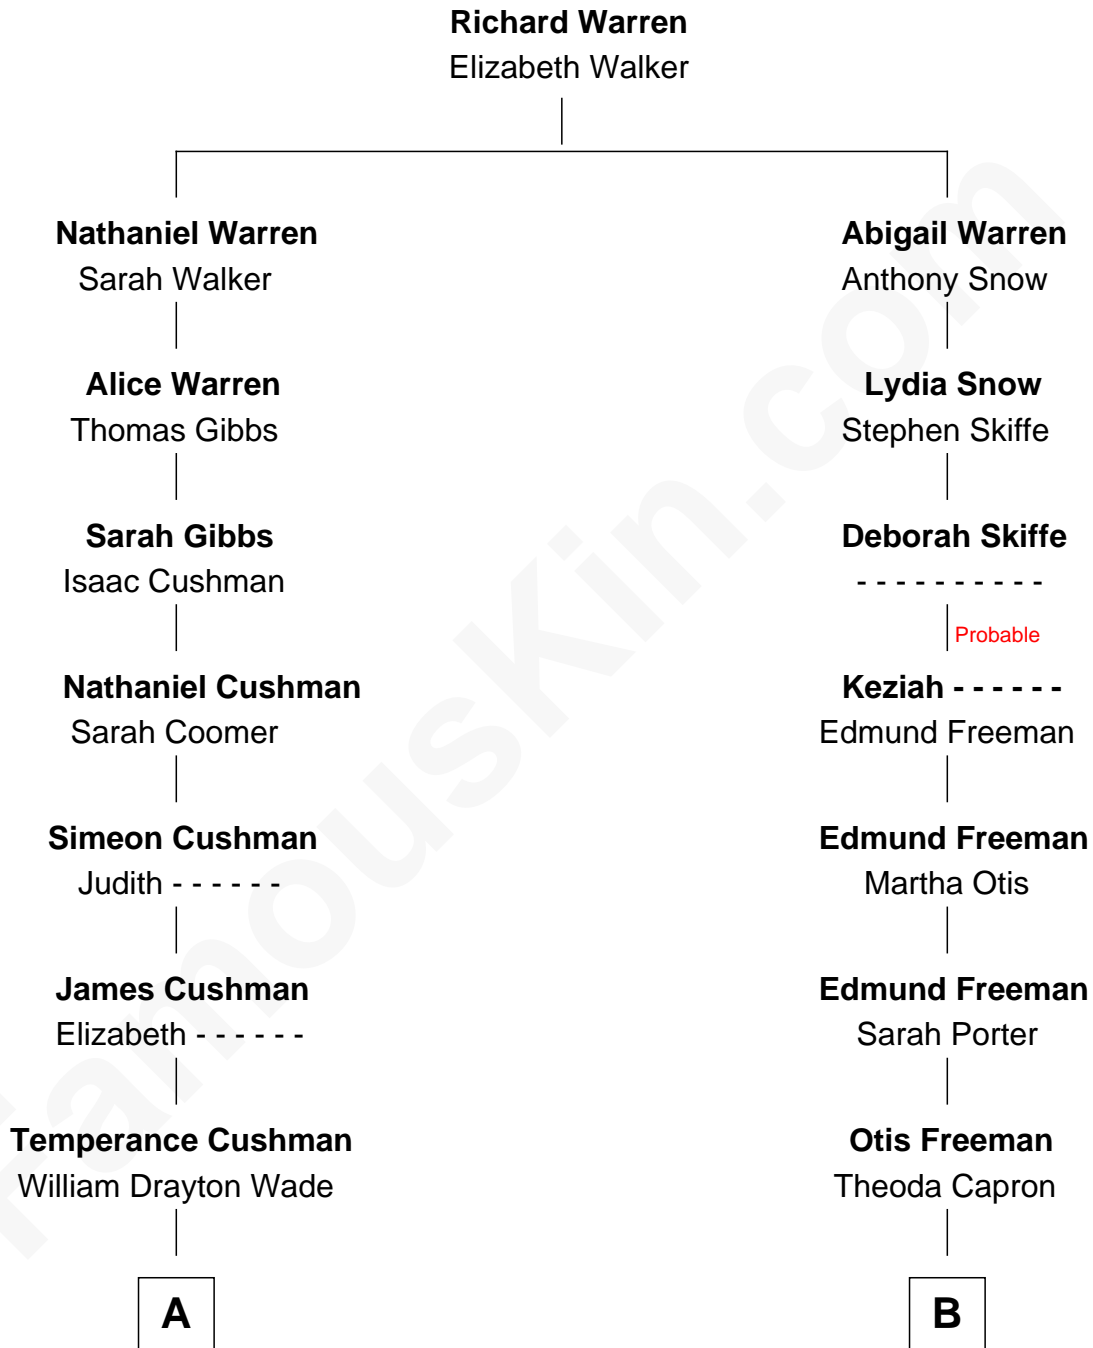 Richard Warren
Elizabeth Walker
Nathaniel Warren
Sarah Walker
Abigail Warren
Anthony Snow
Alice Warren
Thomas Gibbs
Lydia Snow
Stephen Skiffe
Sarah Gibbs
Isaac Cushman
Deborah Skiffe
- - - - - - - - - -
Probable
Nathaniel Cushman
Sarah Coomer
Keziah - - - - - -
Edmund Freeman
Simeon Cushman
Judith - - - - - -
Edmund Freeman
Martha Otis
James Cushman
Elizabeth - - - - - -
Edmund Freeman
Sarah Porter
Temperance Cushman
William Drayton Wade
Otis Freeman
Theoda Capron
A
B
FamousKin.com